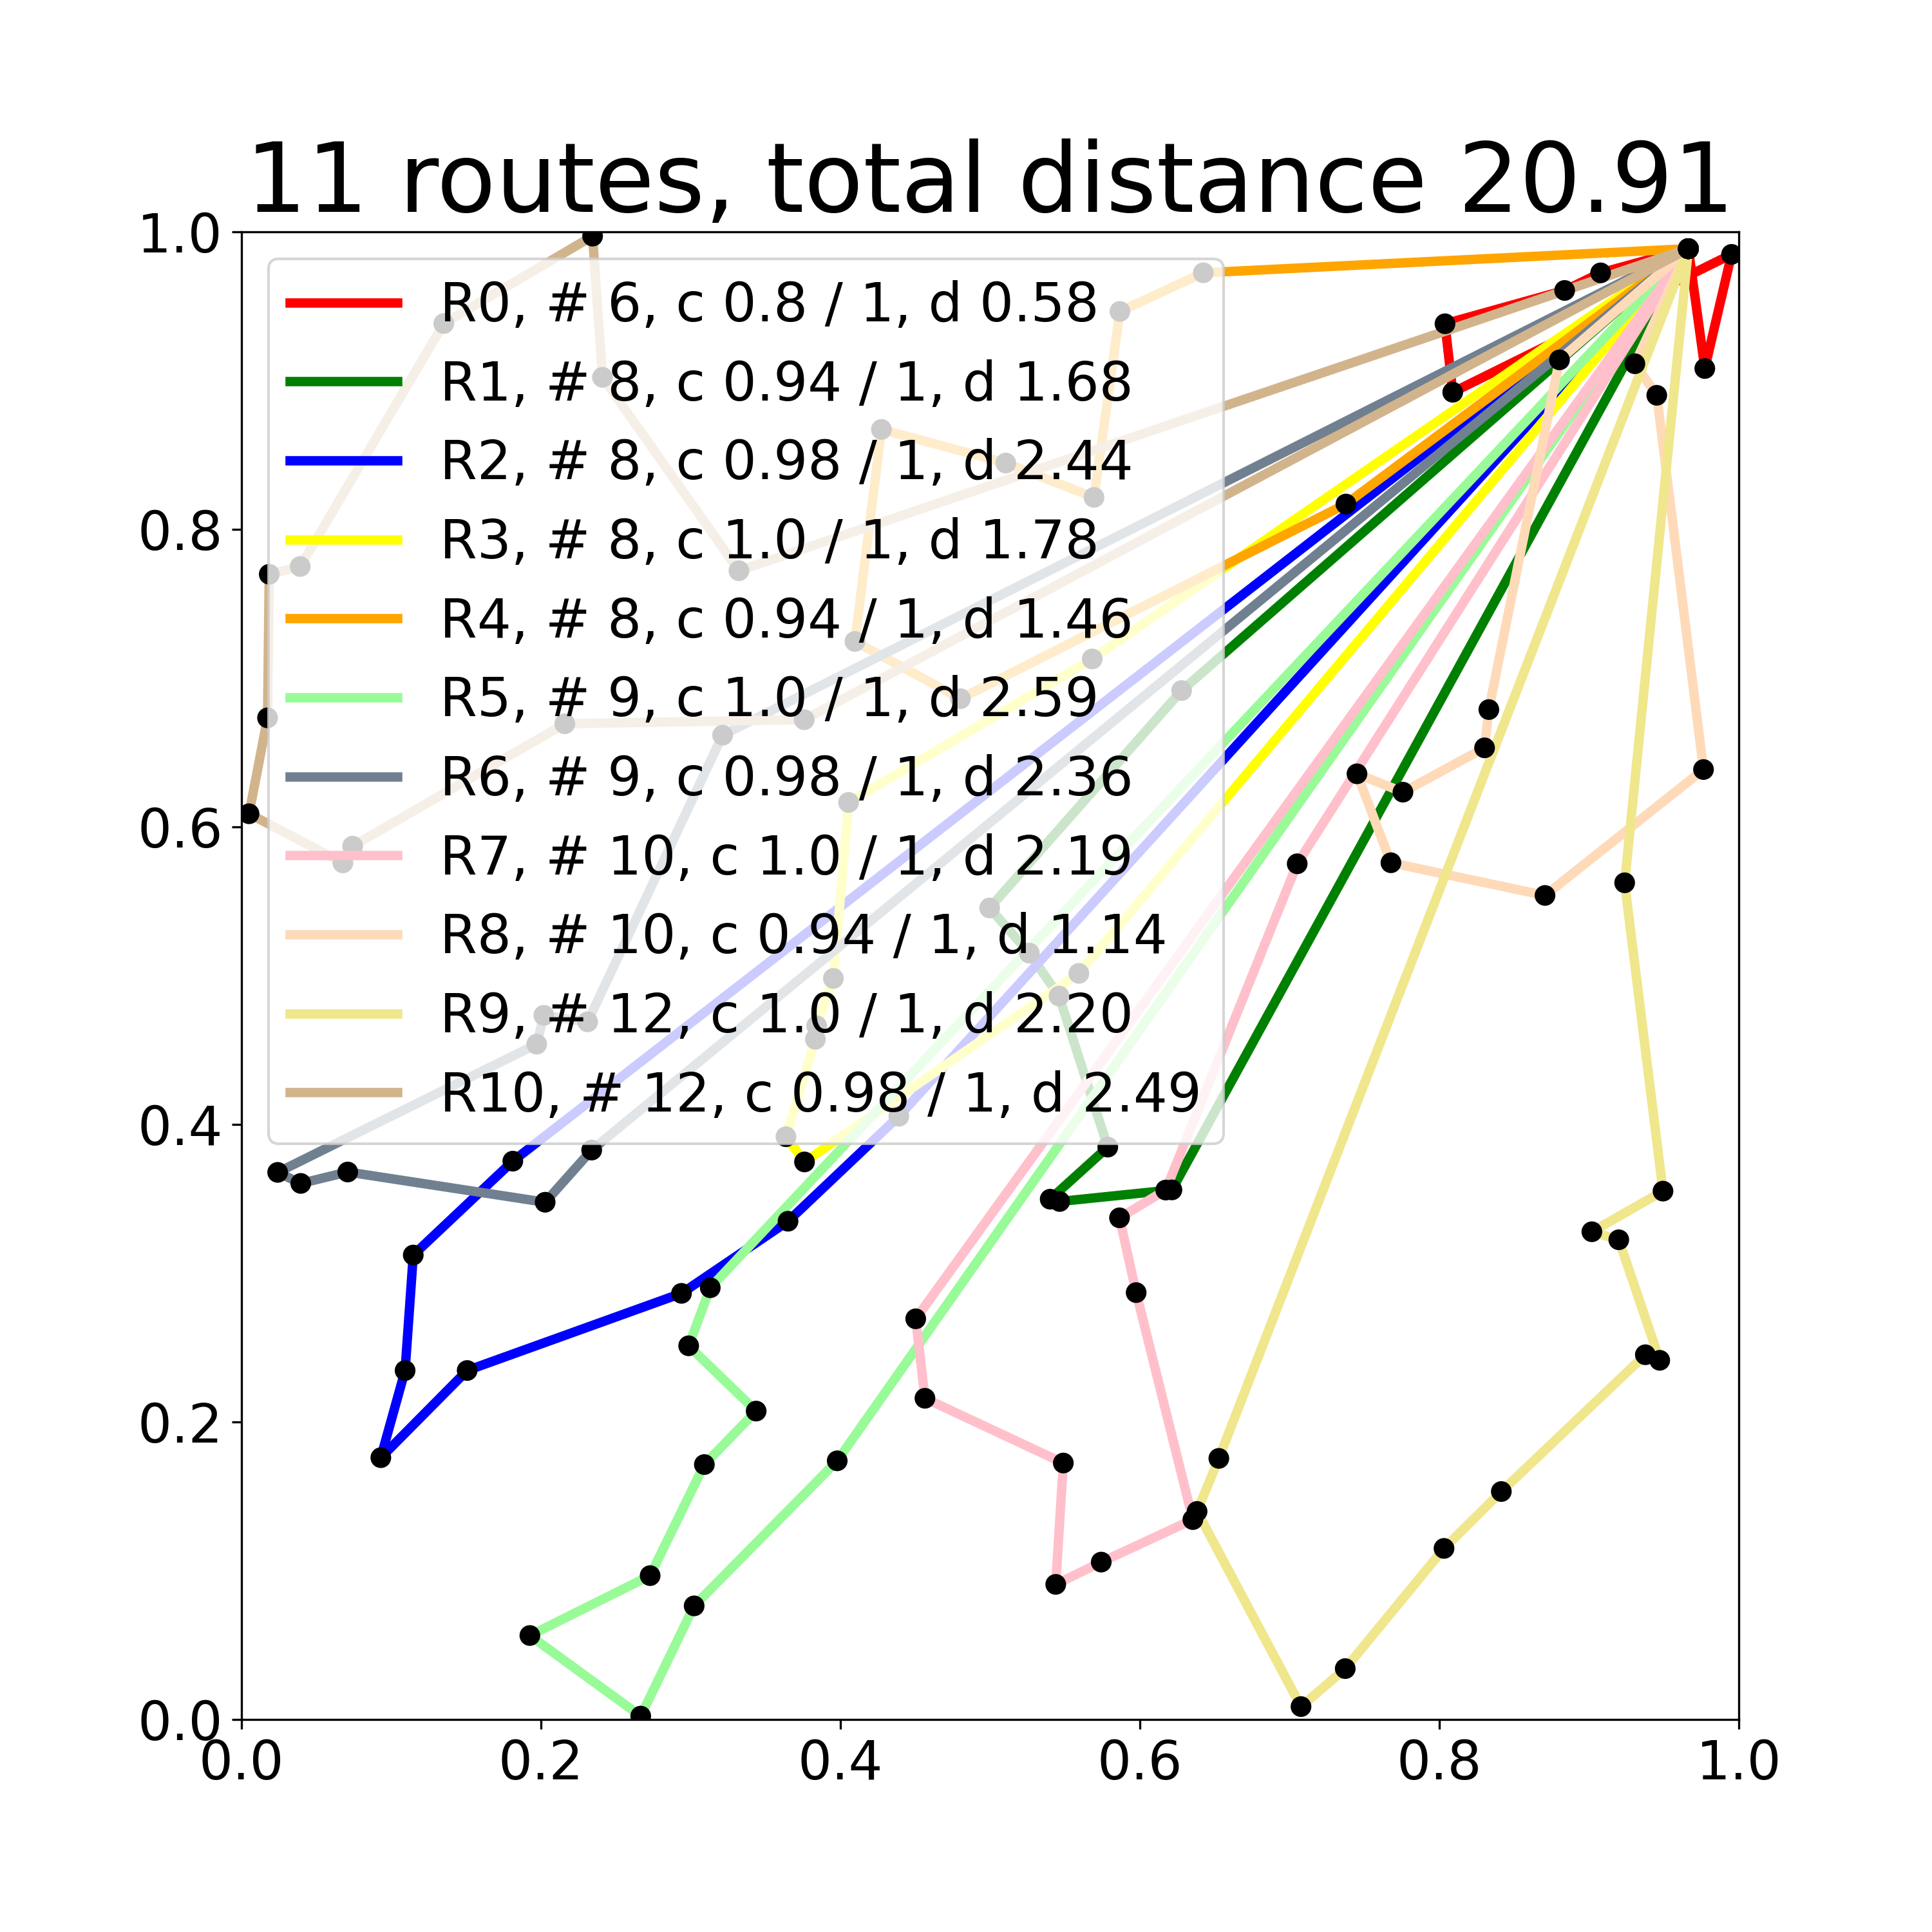 11 routes, total distance 20.91
1.0
0.8
0.6
0.4
0.2
0.0
R0, # 6, c 0.8 / 1, d 0.58
R1, # 8, c 0.94 / 1, d 1.68
R2, # 8, c 0.98 / 1, d 2.44
R3, # 8, c 1.0 / 1, d 1.78
R4, # 8, c 0.94 / 1, d 1.46
R5, # 9, c 1.0 / 1, d 2.59
R6, # 9, c 0.98 / 1, d 2.36
R7, # 10, c 1.0 / 1, d 2.19
R8, # 10, c 0.94 / 1, d 1.14
R9, # 12, c 1.0 / 1, d 2.20
R10, # 12, c 0.98 / 1, d 2.49
0.0 0.2 0.4 0.6 0.8 1.0